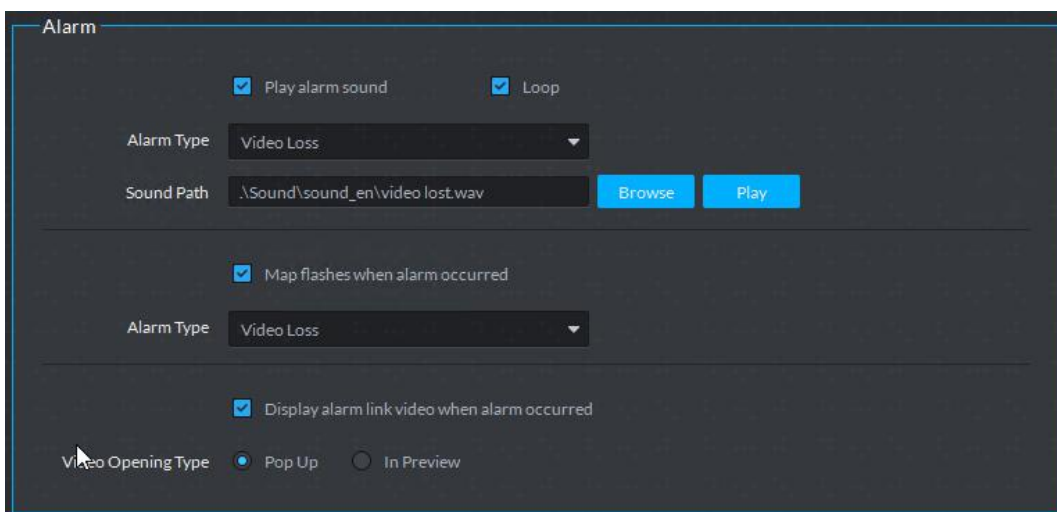 Alarm
Play alarm sound Loop
Alarm Type Video Loss
Sound Path .\Sound\sound_en\video lost.wav Browse Play
Map flashes when alarm occurred
Alarm Type Video Loss
Display alarm link video when alarm occurred
Video Opening Type Pop Up In Preview